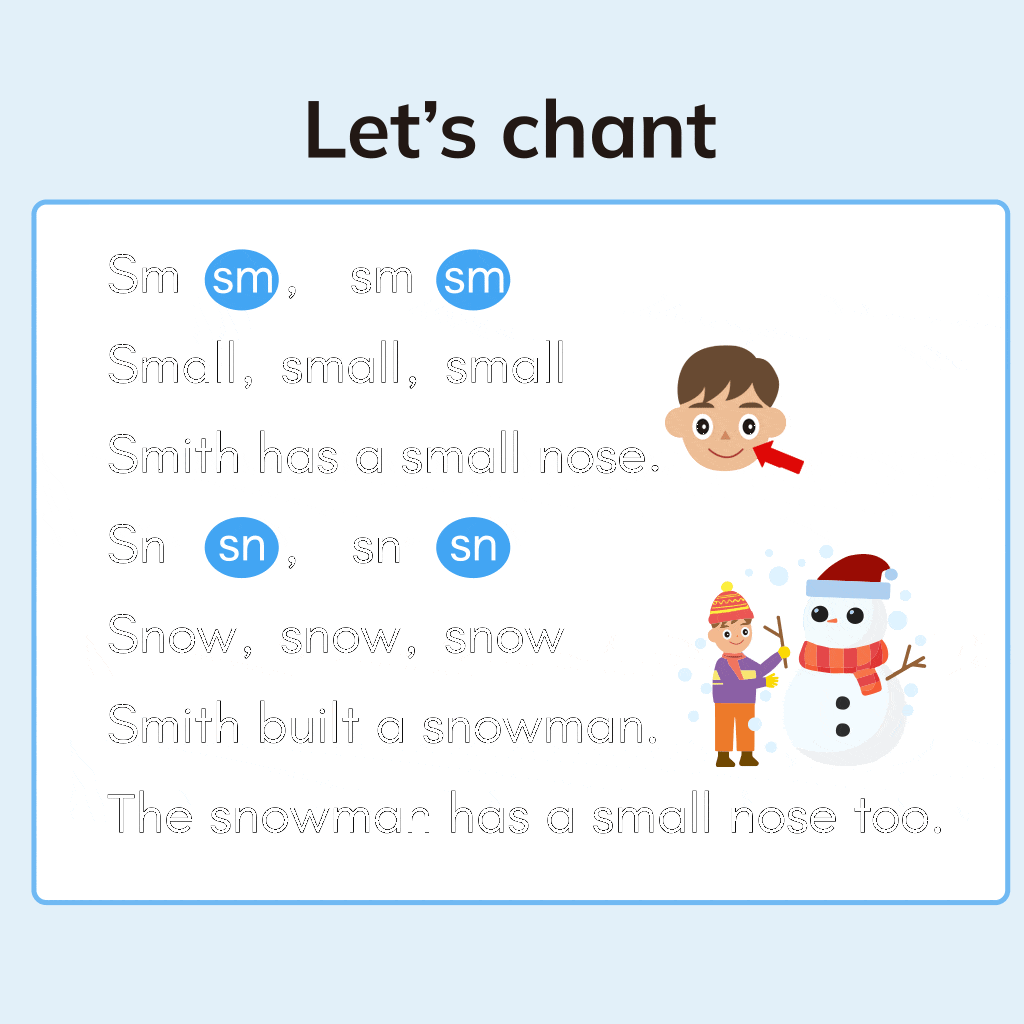 Let’s chant
Sm sm, sm sm
Small, small, small
Smith has a small nose.
Sn sn, sn sn
Snow, snow, snow
Smith built a snowman.
The snowman has a small nose too.